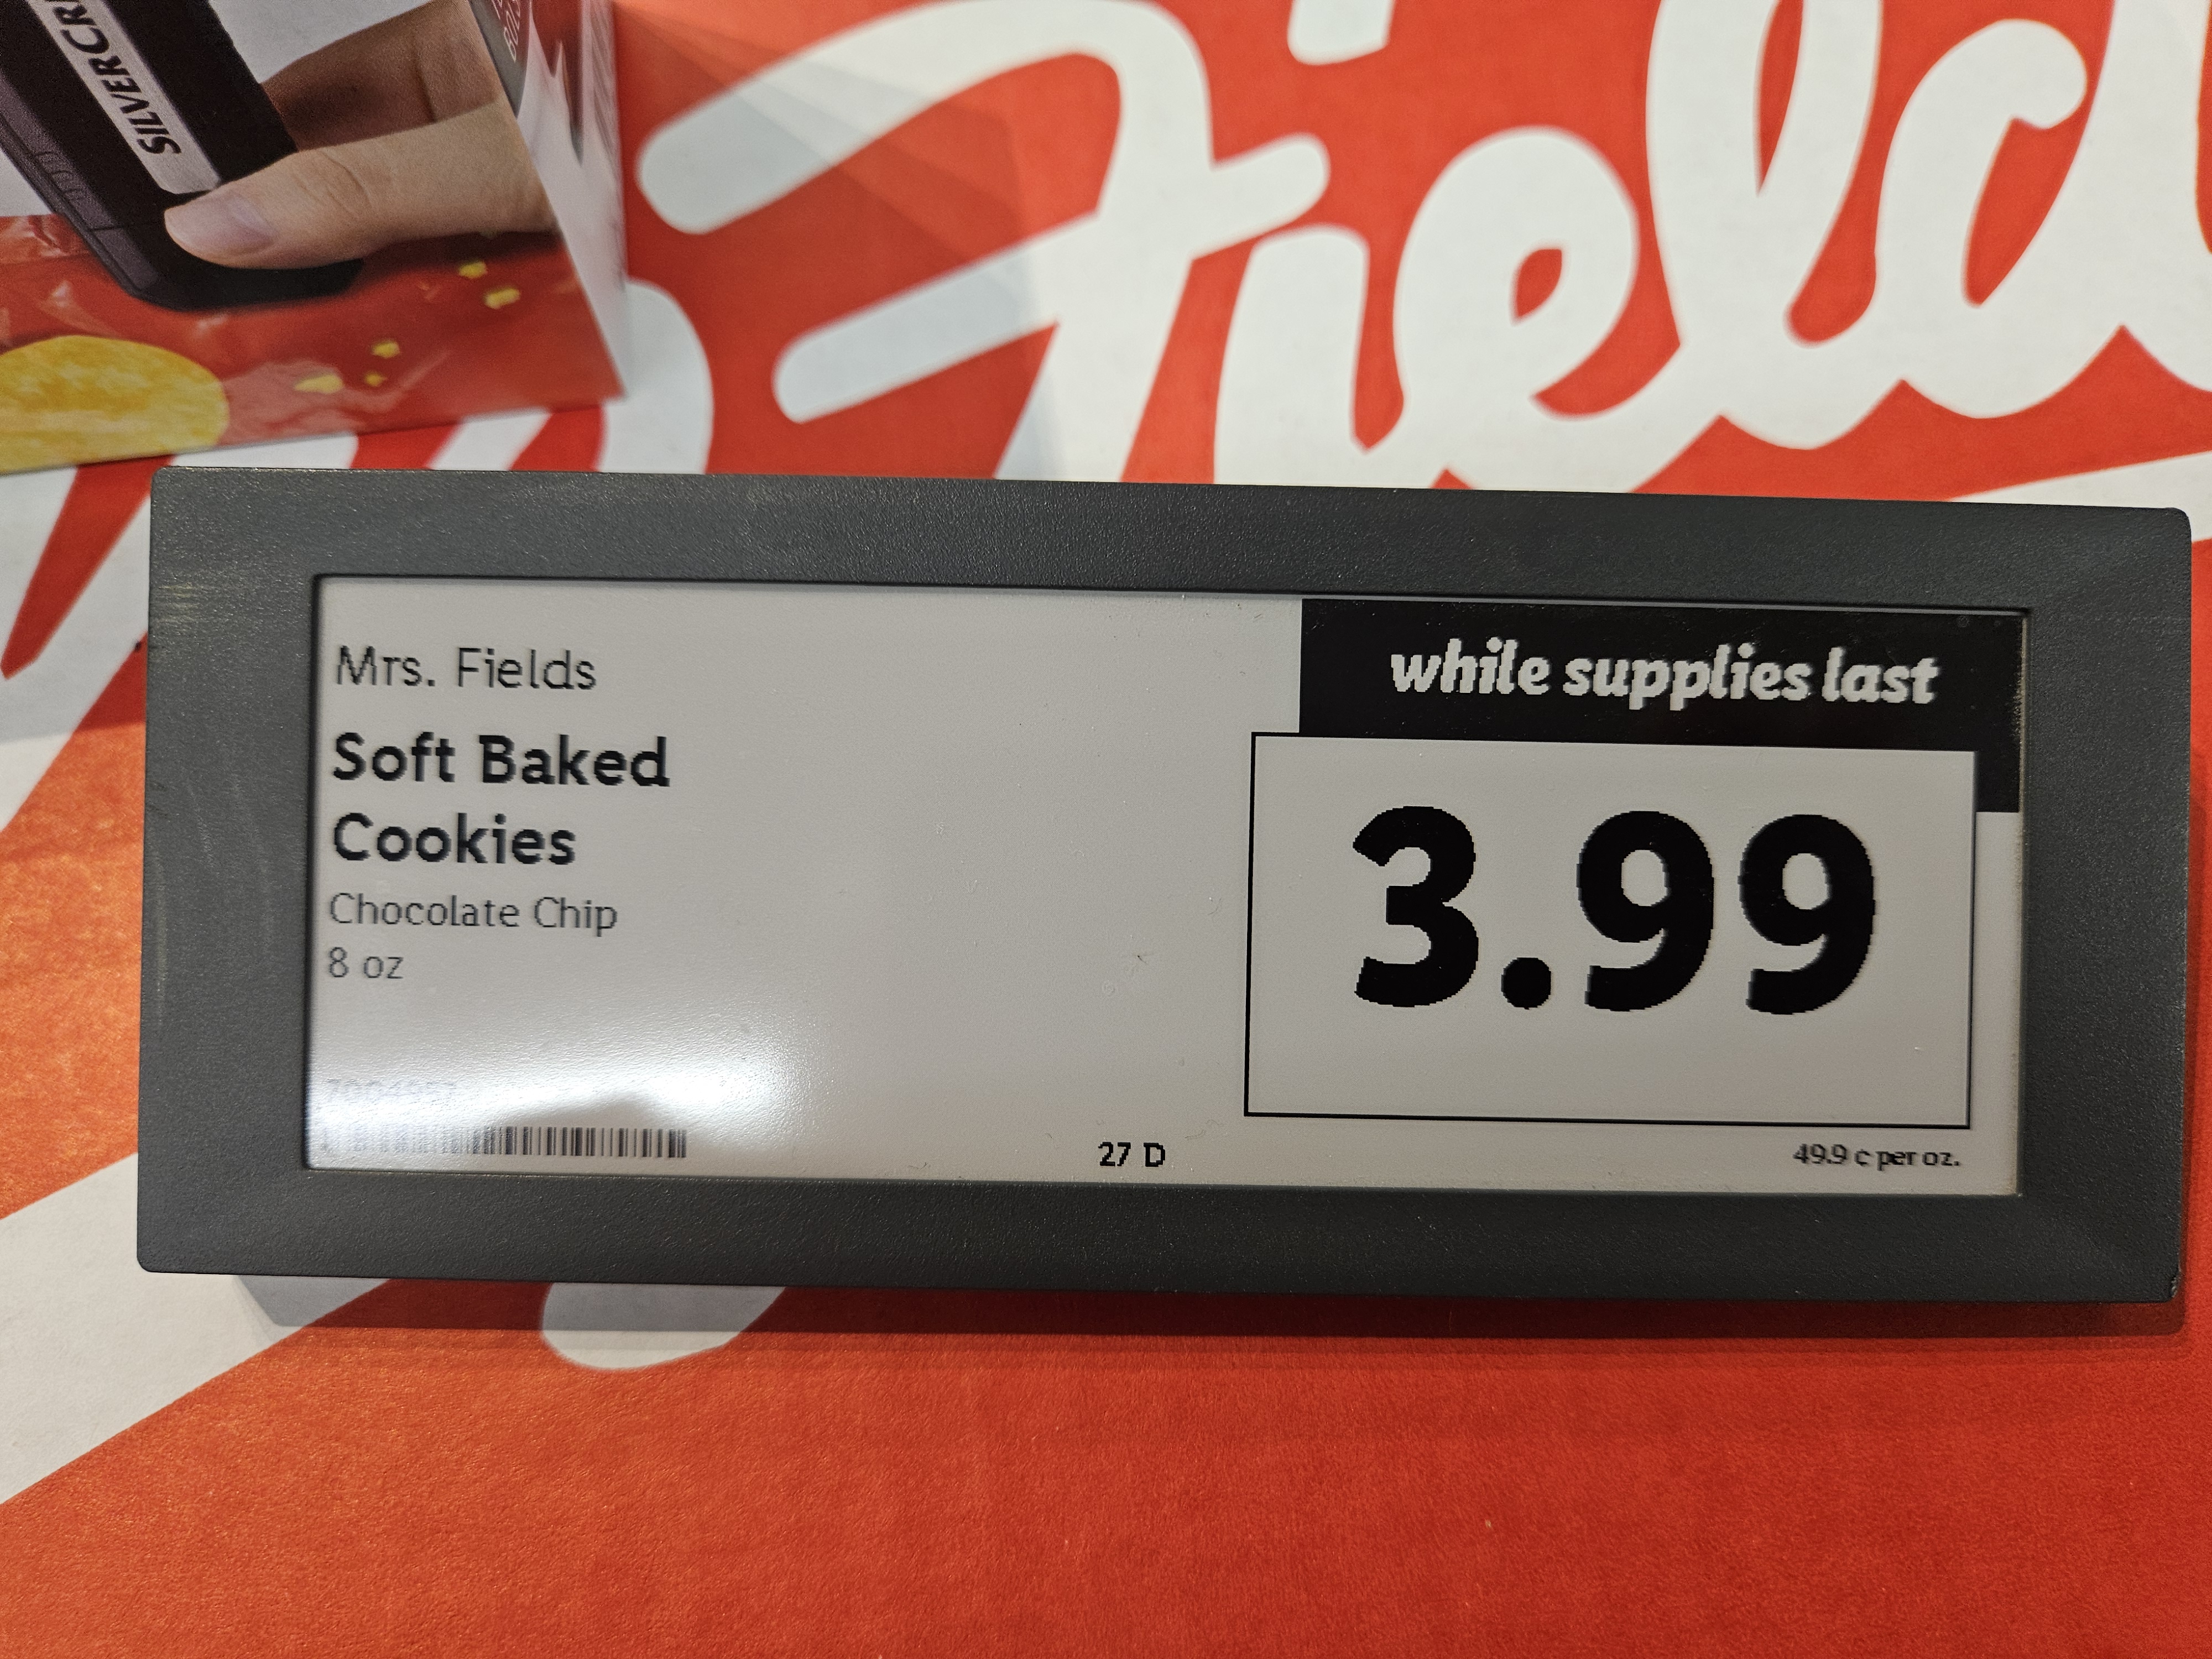 SILVERCR
Fields
Mrs. Fields
Soft Baked
Cookies
Chocolate Chip
8 oz
while supplies last
3.99
27 D
49.9 c per oz.